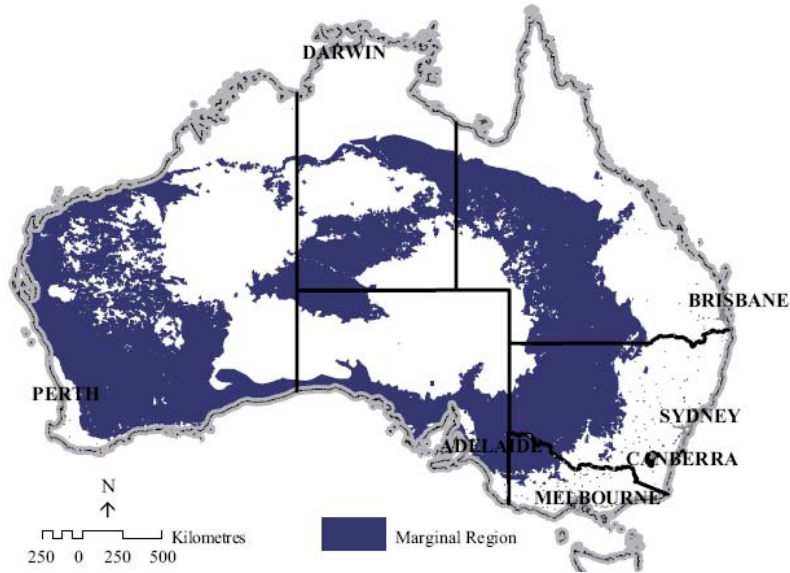 DARWIN
BRISBANE
PERTH
SYDNEY
ADELAIDE
CANBERRA
MELBOURNE
N
Kilometres
250 0 250 500
Marginal Region